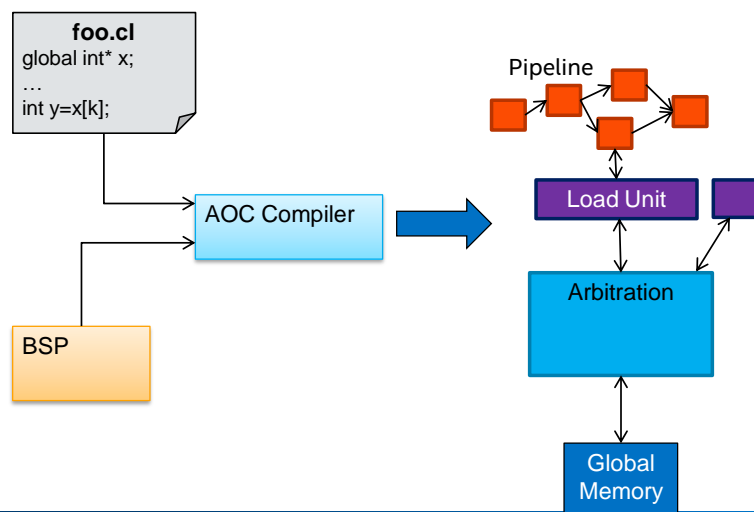 foo.cl
global int* x;
…
int y=x[k];
Pipeline
AOC Compiler
Load Unit
Arbitration
BSP
Global
Memory